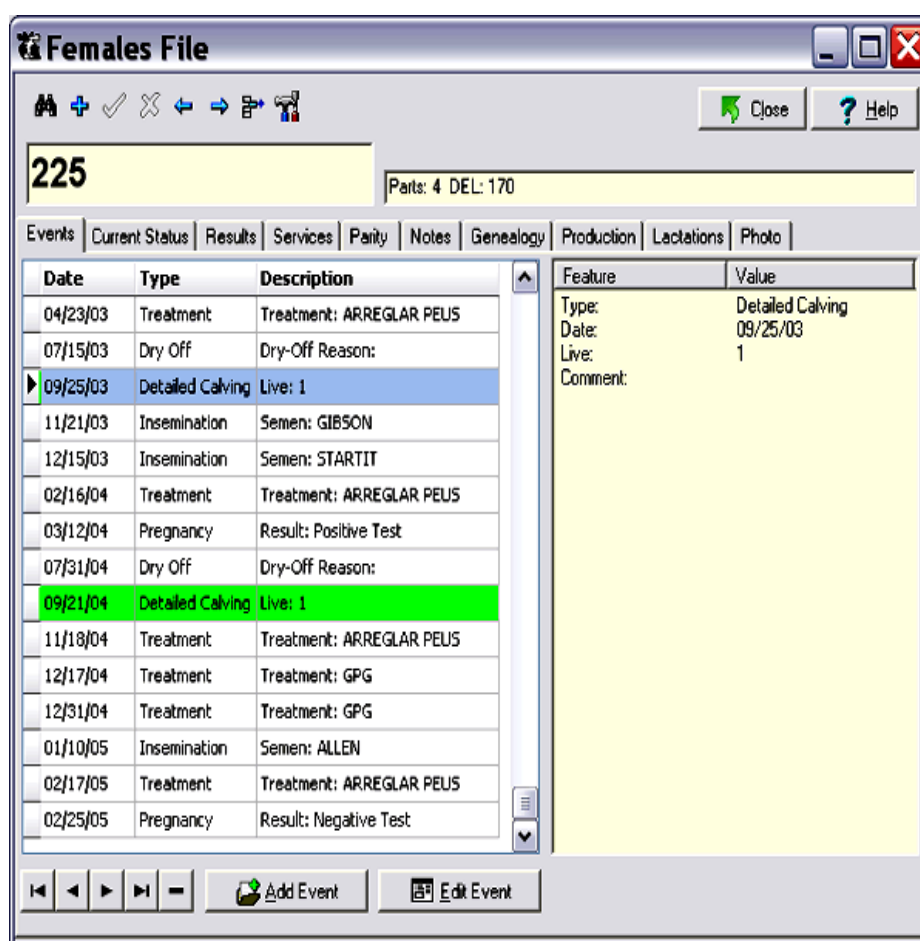 Females File
Close Help
225
Parts: 4 DEL: 170
Events Current Status Results Services Parity Notes Genealogy Production Lactations Photo
Date Type Description Feature Value
04/23/03 Treatment Treatment: ARREGLAR PEUS
07/15/03 Dry Off Dry-Off Reason:
09/25/03 Detailed Calving Live: 1
11/21/03 Insemination Semen: GIBSON
12/15/03 Insemination Semen: STARTIT
02/16/04 Treatment Treatment: ARREGLAR PEUS
03/12/04 Pregnancy Result: Positive Test
07/31/04 Dry Off Dry-Off Reason:
09/21/04 Detailed Calving Live: 1
11/18/04 Treatment Treatment: ARREGLAR PEUS
12/17/04 Treatment Treatment: GPG
12/31/04 Treatment Treatment: GPG
01/10/05 Insemination Semen: ALLEN
02/17/05 Treatment Treatment: ARREGLAR PEUS
02/25/05 Pregnancy Result: Negative Test
Type: Detailed Calving
Date: 09/25/03
Live: 1
Comment:
Add Event Edit Event